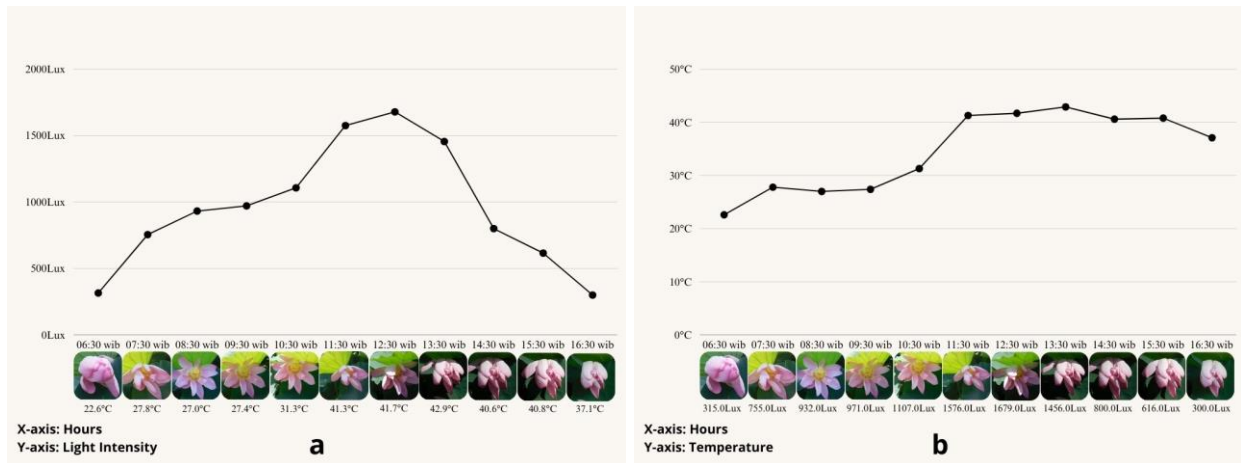 2000Lux
1500Lux
1000Lux
500Lux
0Lux
06:30 wib 07:30 wib 08:30 wib 09:30 wib 10:30 wib 11:30 wib 12:30 wib 13:30 wib 14:30 wib 15:30 wib 16:30 wib
22.6°C 27.8°C 27.0°C 27.4°C 31.3°C 41.3°C 41.7°C 42.9°C 40.6°C 40.8°C 37.1°C
X-axis: Hours
Y-axis: Light Intensity
a
50°C
40°C
30°C
20°C
10°C
0°C
06:30 wib 07:30 wib 08:30 wib 09:30 wib 10:30 wib 11:30 wib 12:30 wib 13:30 wib 14:30 wib 15:30 wib 16:30 wib
315.0Lux 755.0Lux 932.0Lux 971.0Lux 1107.0Lux 1576.0Lux 1679.0Lux 1456.0Lux 800.0Lux 616.0Lux 300.0Lux
X-axis: Hours
Y-axis: Temperature
b